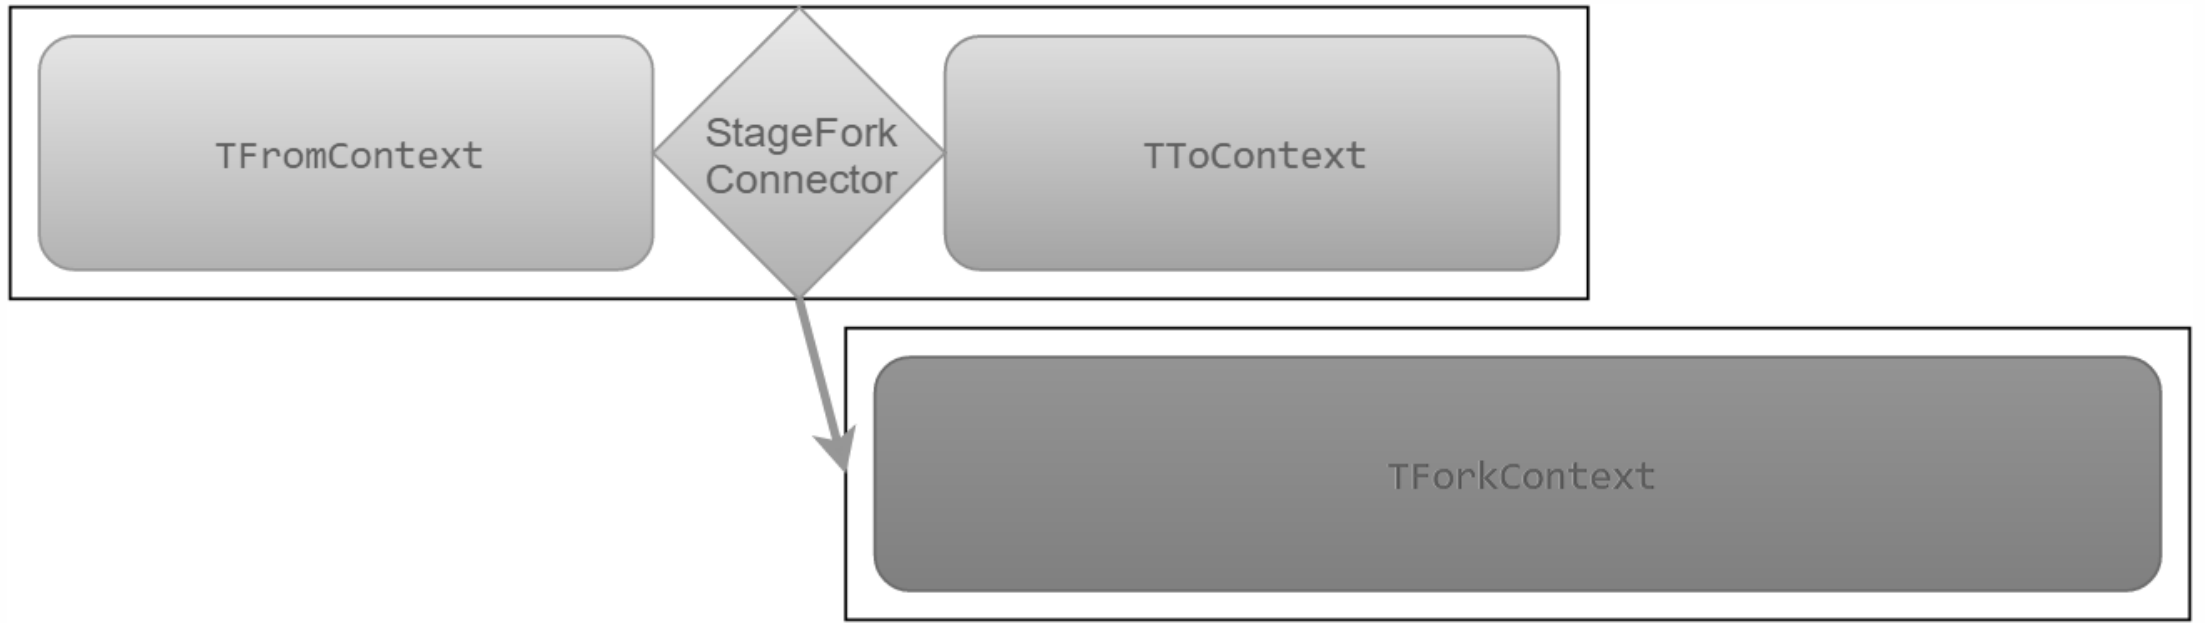 TFromContext
StageFork
Connector
TToContext
TForkContext